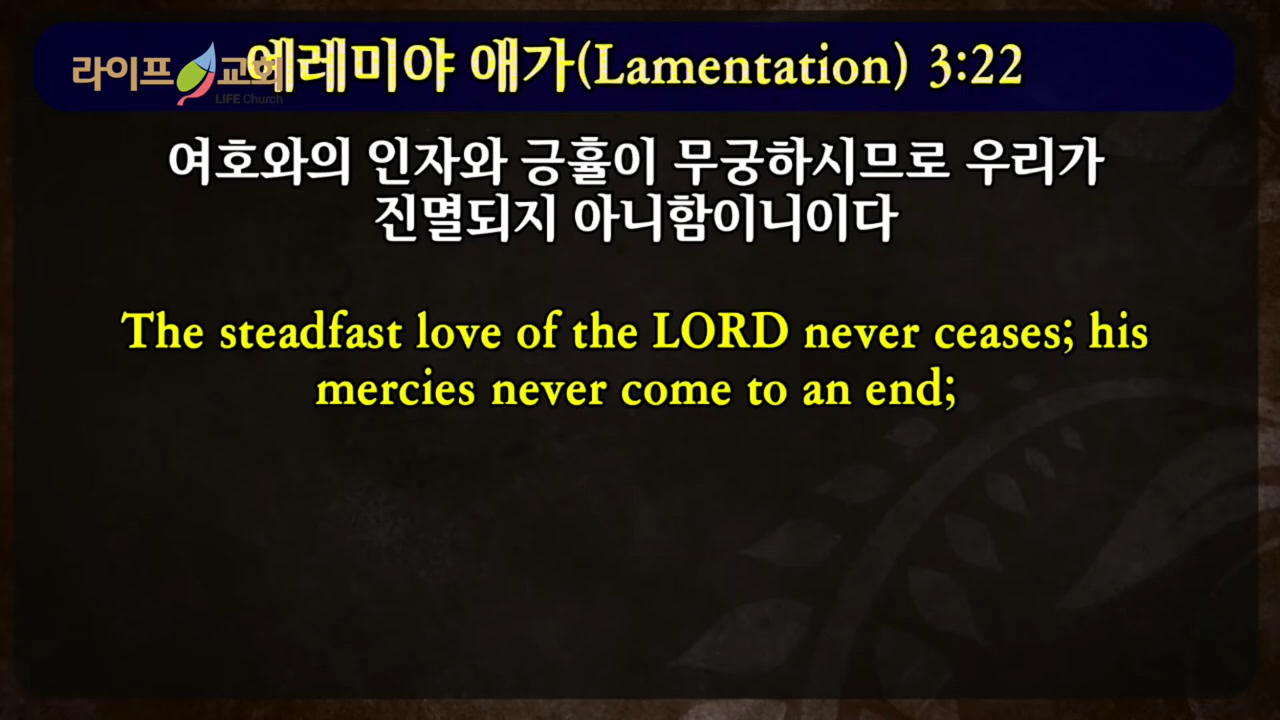 라이프 교회
LIFE Church
예레미야 애가(Lamentation) 3:22
여호와의 인자와 긍휼이 무궁하시므로 우리가
진멸되지 아니함이니이다
The steadfast love of the LORD never ceases; his
mercies never come to an end;